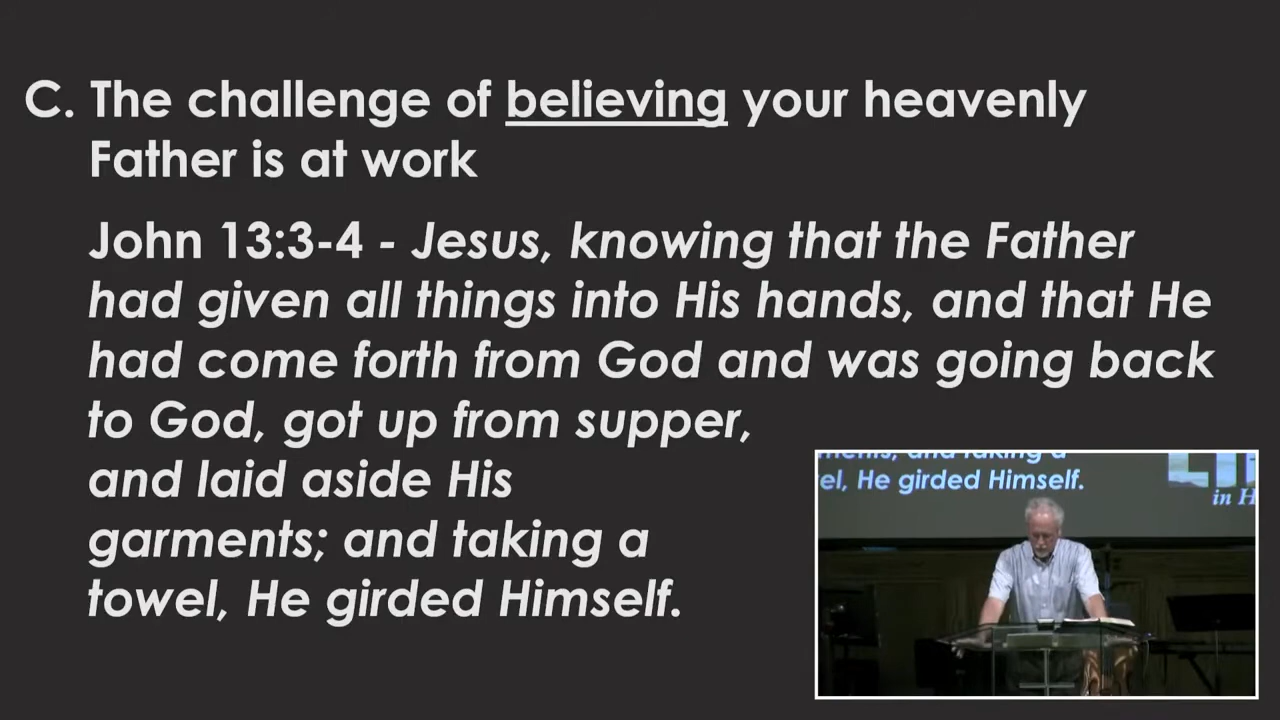 C. The challenge of believing your heavenly
Father is at work
John 13:3-4 - Jesus, knowing that the Father
had given all things into His hands, and that He
had come forth from God and was going back
to God, got up from supper,
and laid aside His
garments; and taking a
towel, He girded Himself.
and taking a
He girded Himself.
in